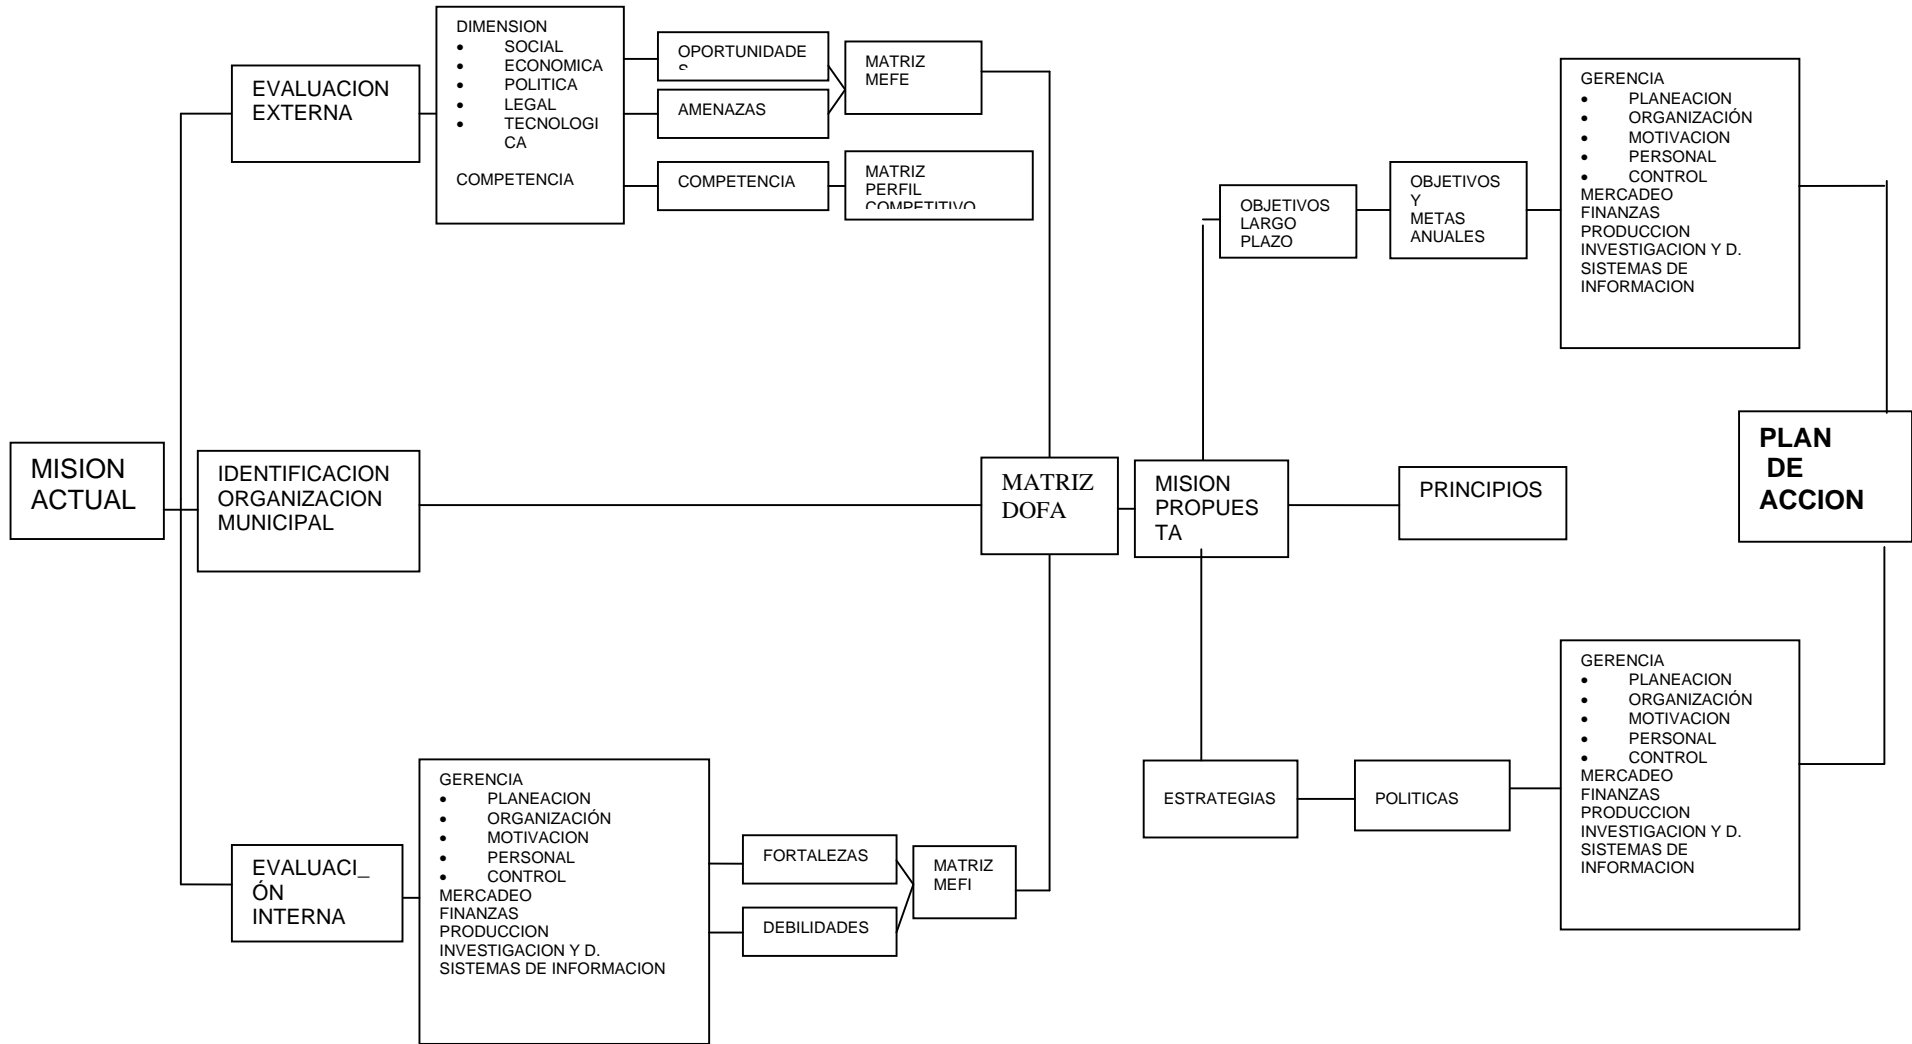 MISION
ACTUAL
EVALUACION
EXTERNA
IDENTIFICACION
ORGANIZACION
MUNICIPAL
EVALUACI_
ÓN
INTERNA
DIMENSION
• SOCIAL
• ECONOMICA
• POLITICA
• LEGAL
• TECNOLOGI
CA
COMPETENCIA
OPORTUNIDADE
S
AMENAZAS
COMPETENCIA
MATRIZ
MEFE
MATRIZ
PERFIL
COMPETITIVO
GERENCIA
• PLANEACION
• ORGANIZACIÓN
• MOTIVACION
• PERSONAL
• CONTROL
MERCADEO
FINANZAS
PRODUCCION
INVESTIGACION Y D.
SISTEMAS DE INFORMACION
FORTALEZAS
DEBILIDADES
MATRIZ
MEFI
MATRIZ
DOFA
MISION
PROPUES
TA
OBJETIVOS
LARGO
PLAZO
OBJETIVOS
Y
METAS
ANUALES
GERENCIA
• PLANEACION
• ORGANIZACIÓN
• MOTIVACION
• PERSONAL
• CONTROL
MERCADEO
FINANZAS
PRODUCCION
INVESTIGACION Y D.
SISTEMAS DE
INFORMACION
PRINCIPIOS
ESTRATEGIAS
POLITICAS
GERENCIA
• PLANEACION
• ORGANIZACIÓN
• MOTIVACION
• PERSONAL
• CONTROL
MERCADEO
FINANZAS
PRODUCCION
INVESTIGACION Y D.
SISTEMAS DE
INFORMACION
PLAN
DE
ACCION